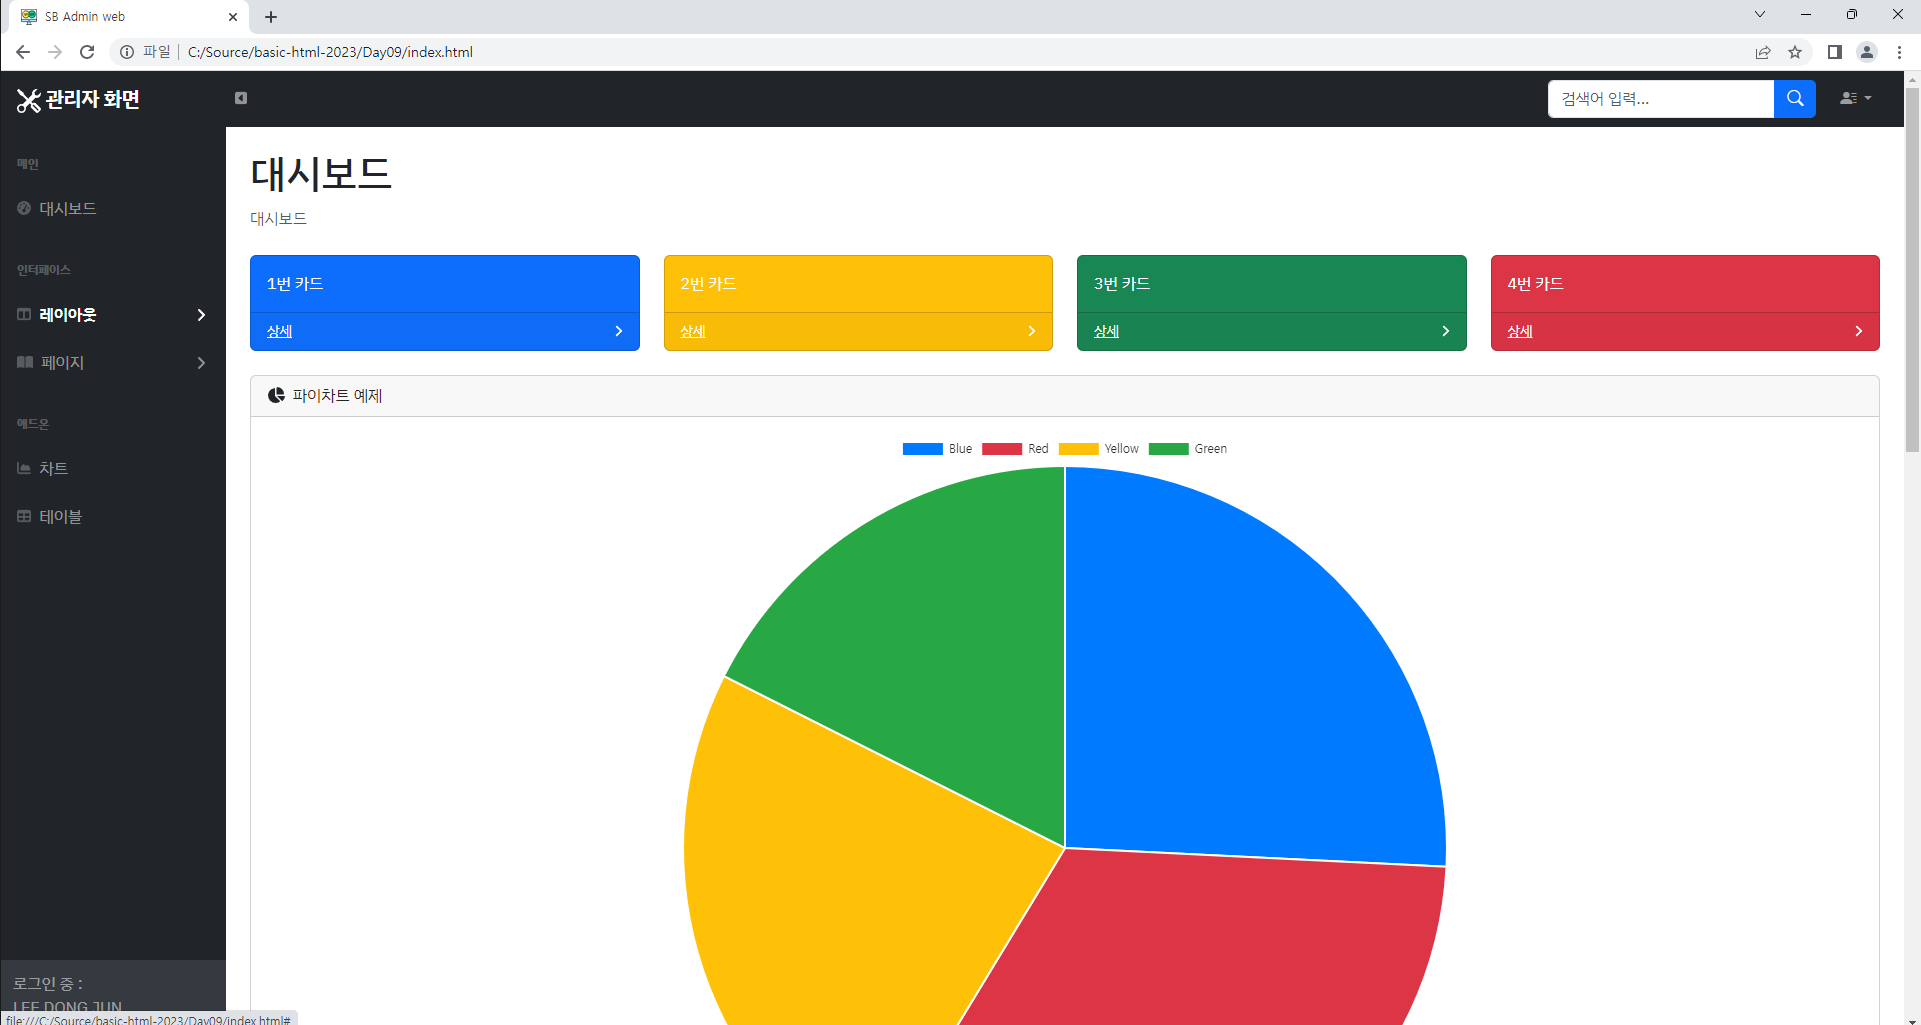 SB Admin web
파일 C:/Source/basic-html-2023/Day09/index.html
관리자 화면
검색어 입력...
메인
대시보드
인터페이스
레이아웃
페이지
애드온
차트
테이블
로그인 중 :
LEE DONG JUN
file:///C:/Source/basic-html-2023/Day09/index.html#
대시보드
대시보드
1번 카드
상세
2번 카드
상세
3번 카드
상세
4번 카드
상세
파이차트 예제
Blue Red Yellow Green